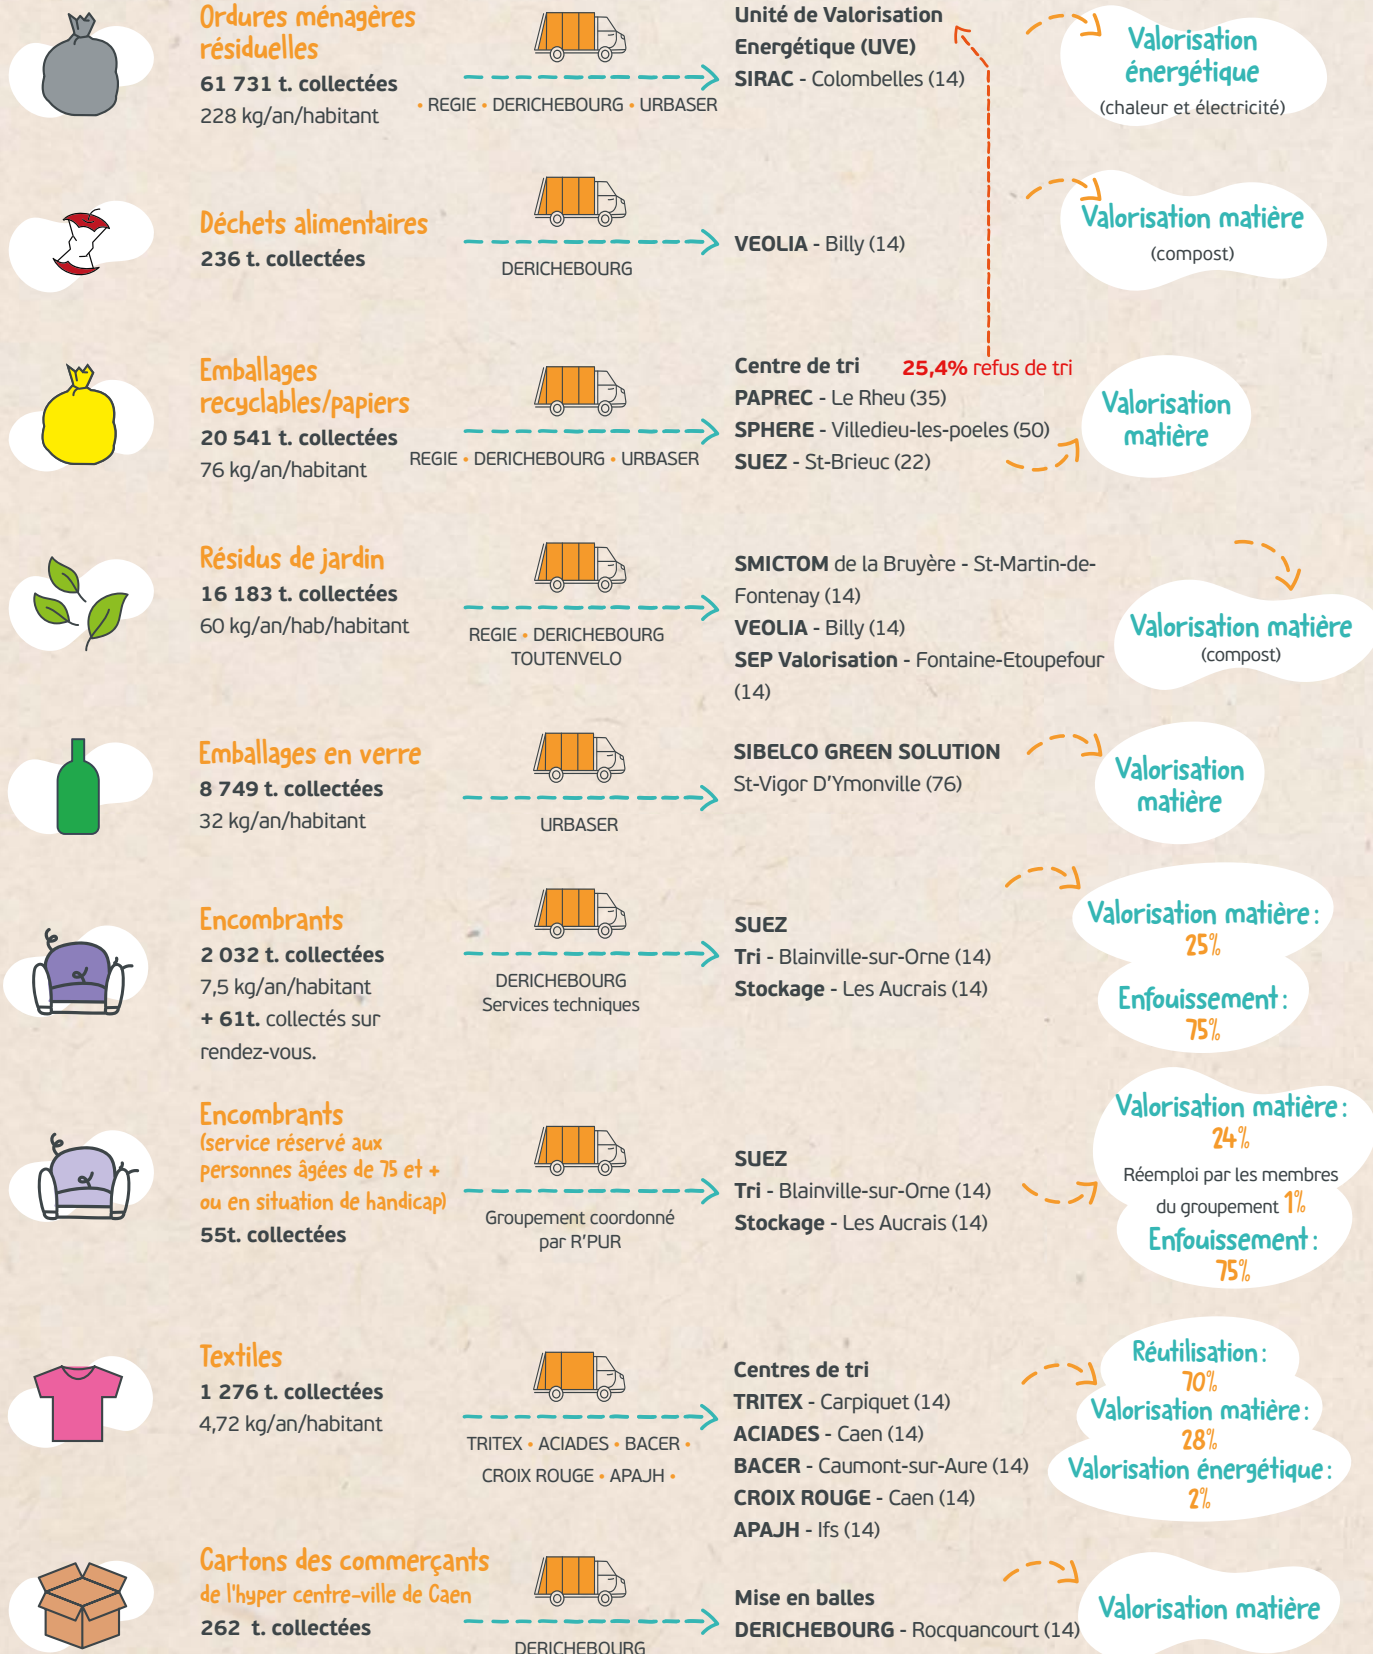 Ordures ménagères
résiduelles
61 731 t. collectées
228 kg/an/habitant
• REGIE • DERICHEBOURG • URBASER
Unité de Valorisation
Energétique (UVE)
SIRAC - Colombelles (14)
Valorisation
énergétique
(chaleur et électricité)
Déchets alimentaires
236 t. collectées
DERICHEBOURG
VEOLIA - Billy (14)
Valorisation matière
(compost)
Emballages
recyclables/papiers
20 541 t. collectées
76 kg/an/habitant
REGIE • DERICHEBOURG • URBASER
Centre de tri
25,4% refus de tri
PAPREC - Le Rheu (35)
SPHERE - Villedieu-les-poeles (50)
SUEZ - St-Brieuc (22)
Valorisation
matière
Résidus de jardin
16 183 t. collectées
60 kg/an/hab/habitant
REGIE • DERICHEBOURG
TOUTENVELO
SMICTOM de la Bruyère - St-Martin-de-
Fontenay (14)
VEOLIA - Billy (14)
SEP Valorisation - Fontaine-Etoupefour
(14)
Valorisation matière
(compost)
Emballages en verre
8 749 t. collectées
32 kg/an/habitant
URBASER
SIBELCO GREEN SOLUTION
St-Vigor D'Ymonville (76)
Valorisation
matière
Encombrants
2 032 t. collectées
7,5 kg/an/habitant
+ 61t. collectés sur
rendez-vous.
DERICHEBOURG
Services techniques
SUEZ
Tri - Blainville-sur-Orne (14)
Stockage - Les Aucrais (14)
Valorisation matière :
25%
Enfouissement :
75%
Encombrants
(service réservé aux
personnes âgées de 75 et +
ou en situation de handicap)
55t. collectées
Groupement coordonné
par R'PUR
SUEZ
Tri - Blainville-sur-Orne (14)
Stockage - Les Aucrais (14)
Valorisation matière :
24%
Réemploi par les membres
du groupement 1%
Enfouissement :
75%
Textiles
1 276 t. collectées
4,72 kg/an/habitant
TRITEX • ACIADES • BACER •
CROIX ROUGE • APAJH •
Centres de tri
TRITEX - Carpiquet (14)
ACIADES - Caen (14)
BACER - Caumont-sur-Aure (14)
CROIX ROUGE - Caen (14)
APAJH - Ifs (14)
Réutilisation :
70%
Valorisation matière :
28%
Valorisation énergétique :
2%
Cartons des commerçants
de l'hyper centre-ville de Caen
262 t. collectées
DERICHEBOURG
Mise en balles
DERICHEBOURG - Rocquancourt (14)
Valorisation matière